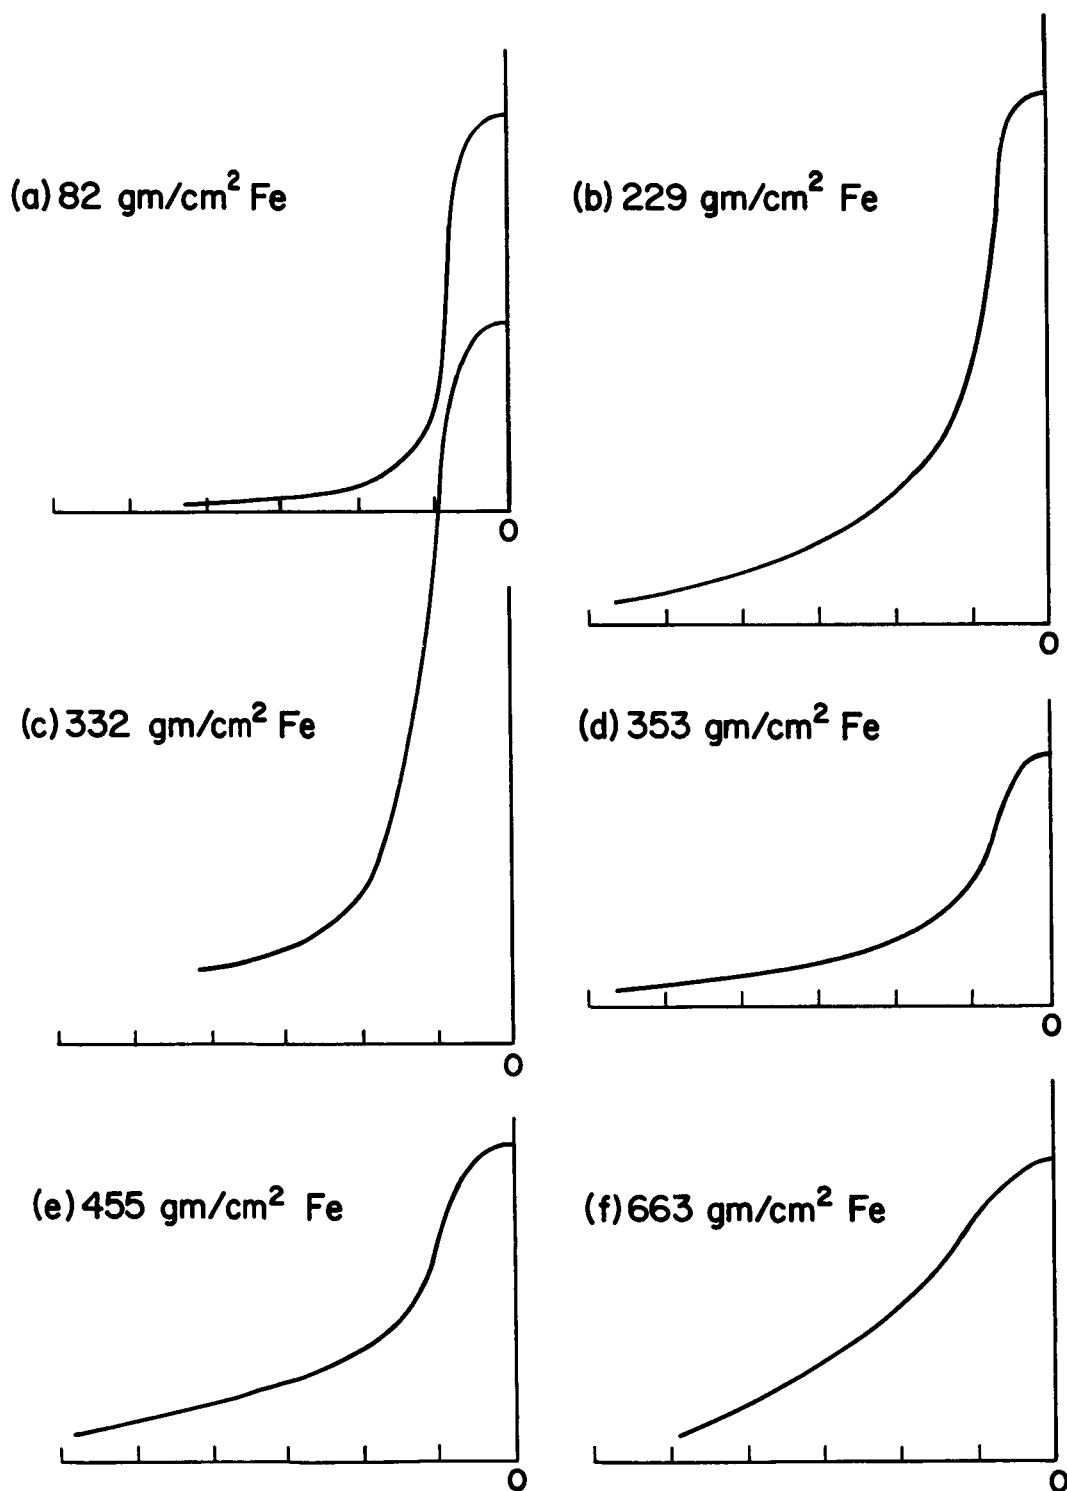 (a) 82 gm/cm² Fe
(b) 229 gm/cm² Fe
0
0
(c) 332 gm/cm² Fe
(d) 353 gm/cm² Fe
0
0
(e) 455 gm/cm² Fe
(f) 663 gm/cm² Fe
0
0